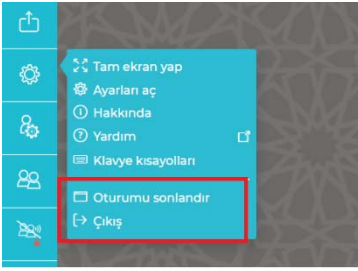 Tam ekran yap
Ayarları aç
Hakkında
Yardım
Klavye kısayolları
Oturumu sonlandır
Çıkış